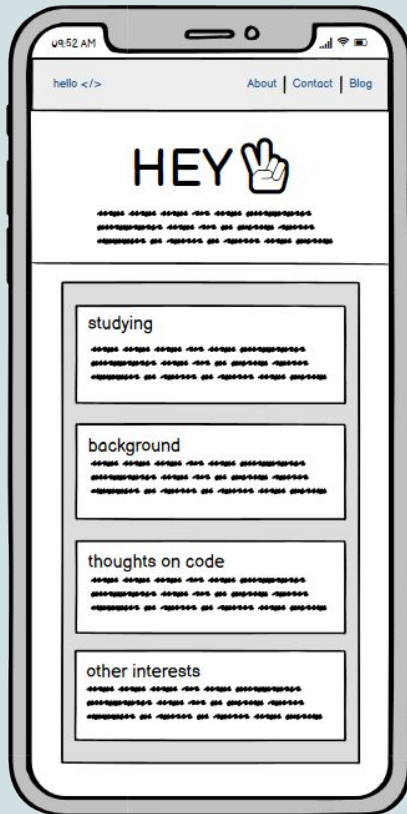 09:52 AM
hello </> About Contact Blog
HEY
studying
background
thoughts on code
other interests